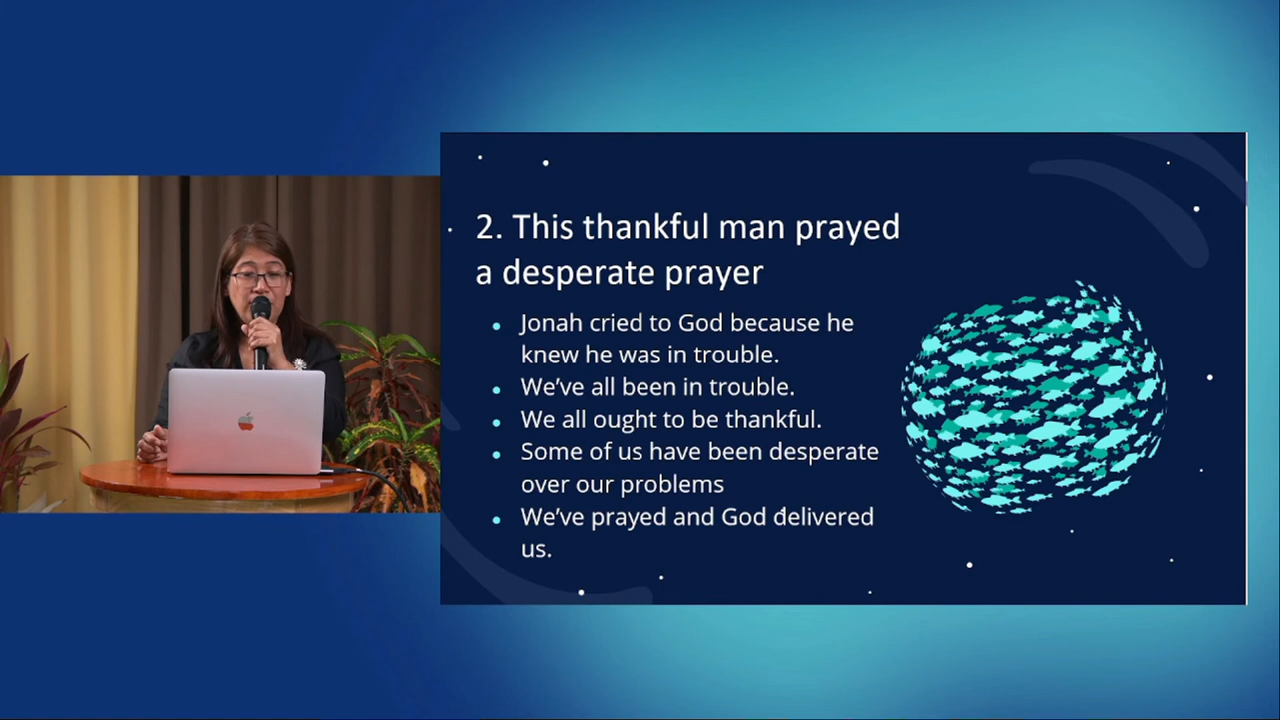 2. This thankful man prayed
a desperate prayer
• Jonah cried to God because he
knew he was in trouble.
• We’ve all been in trouble.
• We all ought to be thankful.
• Some of us have been desperate
over our problems
• We’ve prayed and God delivered
us.